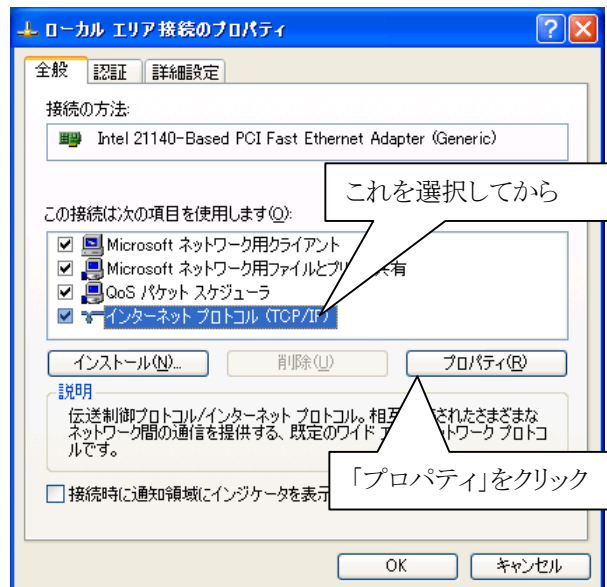 ローカル エリア接続のプロパティ
全般 認証 詳細設定
接続の方法:
Intel 21140-Based PCI Fast Ethernet Adapter (Generic)
これを選択してから
この接続は次の項目を使用します(O):
Microsoft ネットワーク用クライアント
Microsoft ネットワーク用ファイルとプリ 共有
QoS パケット スケジューラ
インターネット プロトコル (TCP/IP)
インストール(N)... 削除(U) プロパティ(R)
説明
伝送制御プロトコル/インターネット プロトコル。相互 されたさまざまな
ネットワーク間の通信を提供する、既定のワイド ットワーク プロトコ
ルです。
「プロパティ」をクリック
接続時に通知領域にインジケータを表示
OK キャンセル